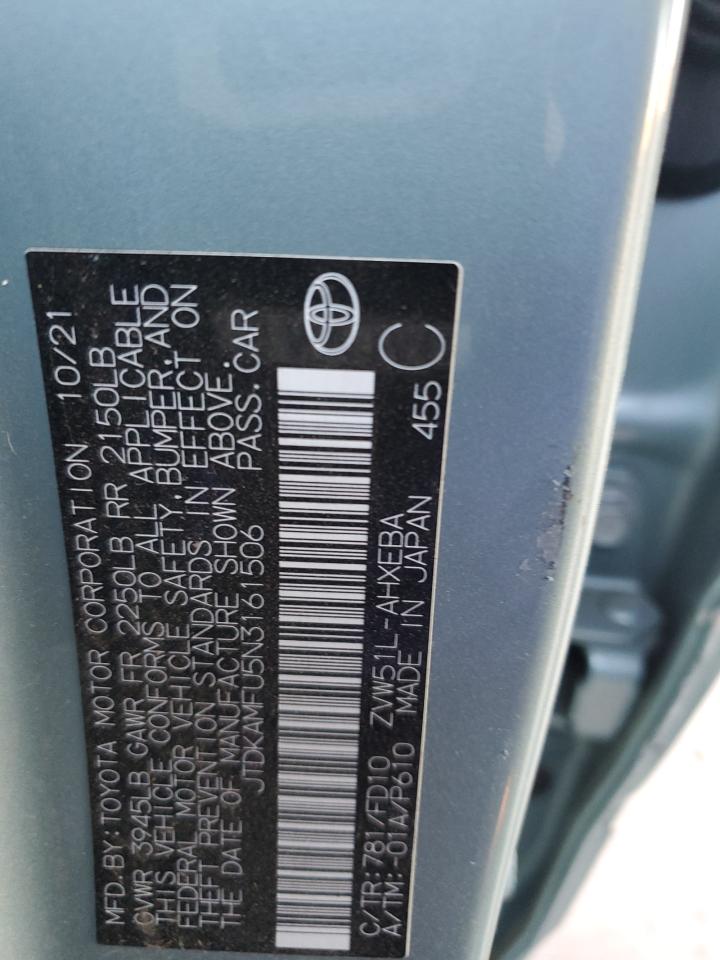 MFD.BY:TOYOTA MOTOR CORPORATION 10/21
GVWR 3945LB GAWR FR 2250LB RR 2150LB
THIS VEHICLE CONFORMS TO ALL APPLICABLE
FEDERAL MOTOR VEHICLE SAFETY,BUMPER,AND
THEFT PREVENTION STANDARDS IN EFFECT ON
THE DATE OF MANUFACTURE SHOWN ABOVE.
JTDKAMFU5N3161506 PASS.CAR
C/TR:781/FD10 ZVW51L-AHXEBA 455 C
A/TM:-01A/P610 MADE IN JAPAN